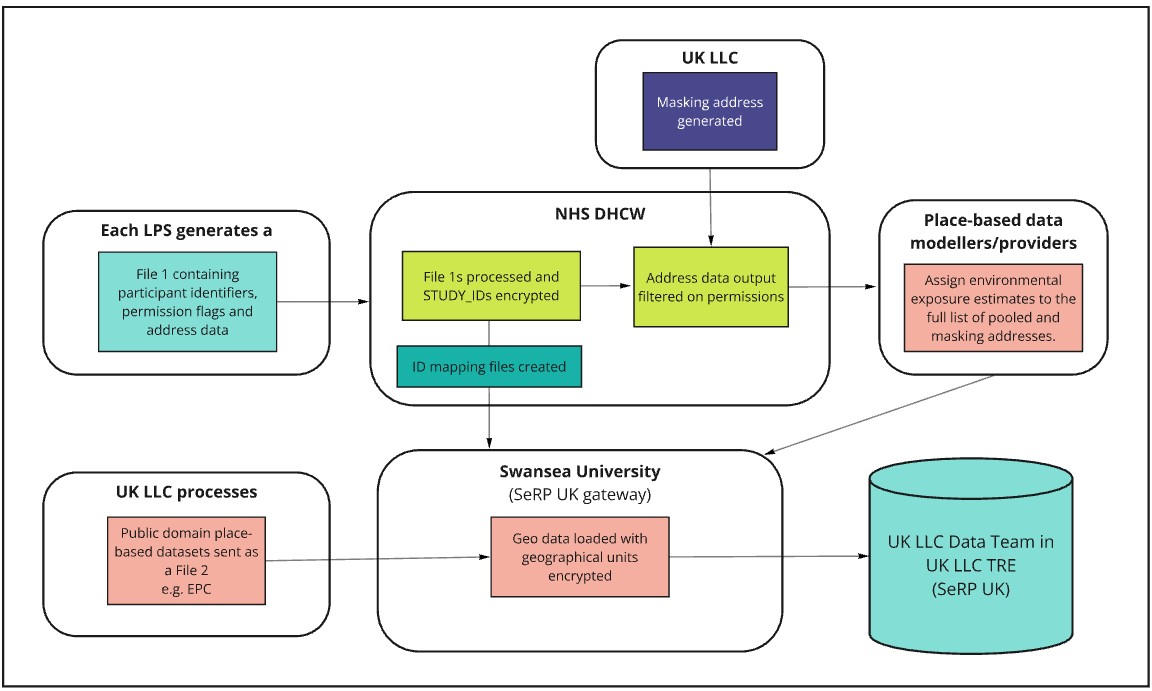 UK LLC
Masking address
generated
Each LPS generates a
File 1 containing
participant identifiers,
permission flags and
address data
NHS DHCW
File 1s processed and
STUDY_IDs encrypted
Address data output
filtered on permissions
ID mapping files created
Place-based data
modellers/providers
Assign environmental
exposure estimates to the
full list of pooled and
masking addresses.
UK LLC processes
Public domain place-
based datasets sent as
a File 2
e.g. EPC
Swansea University
(SeRP UK gateway)
Geo data loaded with
geographical units
encrypted
UK LLC Data Team in
UK LLC TRE
(SeRP UK)